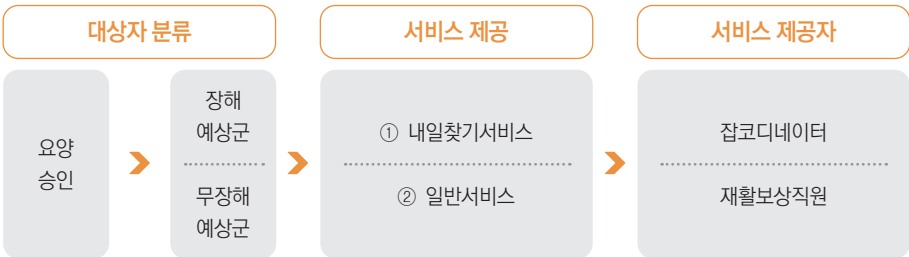 대상자 분류
서비스 제공
서비스 제공자
요양
승인
장해
예상군
무장해
예상군
① 내일찾기서비스
② 일반서비스
잡코디네이터
재활보상직원